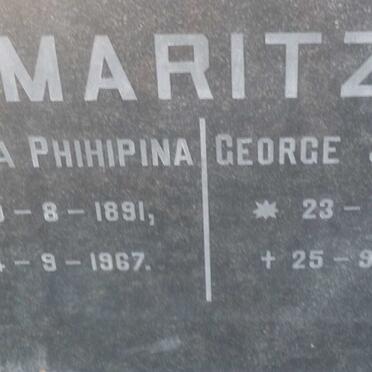 MARITZ
A PHIHIPINA GEORGE
- 8 - 1891, 23 -
- 9 - 1967. 25 - 9